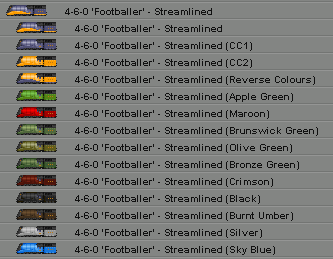 4-6-0 'Footballer' - Streamlined
4-6-0 'Footballer' - Streamlined
4-6-0 'Footballer' - Streamlined (CC1)
4-6-0 'Footballer' - Streamlined (CC2)
4-6-0 'Footballer' - Streamlined (Reverse Colours)
4-6-0 'Footballer' - Streamlined (Apple Green)
4-6-0 'Footballer' - Streamlined (Maroon)
4-6-0 'Footballer' - Streamlined (Brunswick Green)
4-6-0 'Footballer' - Streamlined (Olive Green)
4-6-0 'Footballer' - Streamlined (Bronze Green)
4-6-0 'Footballer' - Streamlined (Crimson)
4-6-0 'Footballer' - Streamlined (Black)
4-6-0 'Footballer' - Streamlined (Burnt Umber)
4-6-0 'Footballer' - Streamlined (Silver)
4-6-0 'Footballer' - Streamlined (Sky Blue)